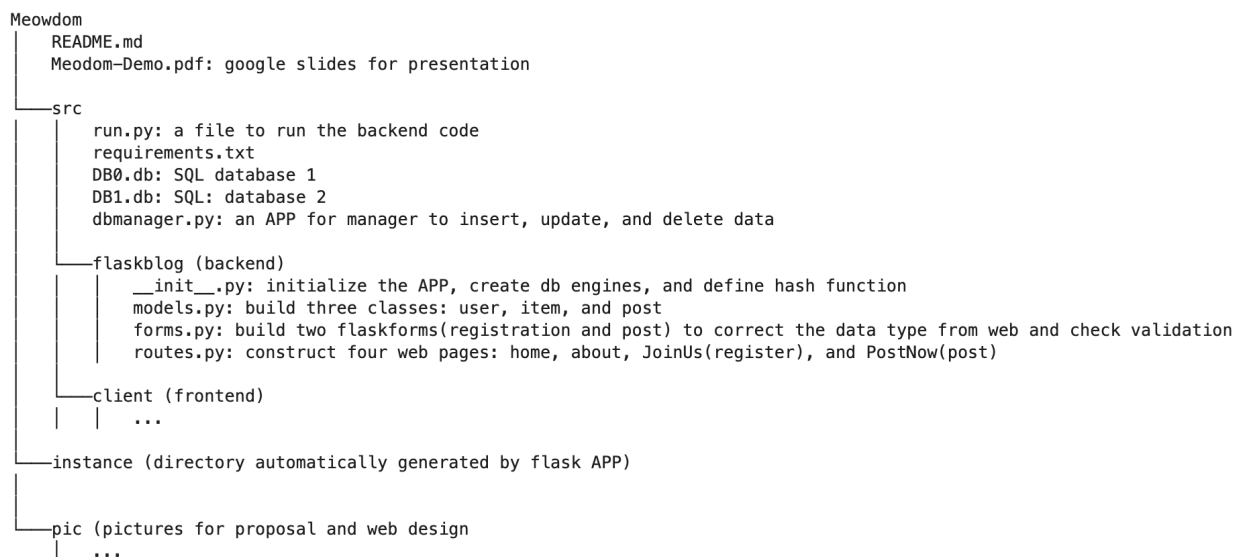 Meowdom
README.md
Meodom-Demo.pdf: google slides for presentation
src
run.py: a file to run the backend code
requirements.txt
DB0.db: SQL database 1
DB1.db: SQL: database 2
dbmanager.py: an APP for manager to insert, update, and delete data
flaskblog (backend)
__init__.py: initialize the APP, create db engines, and define hash function
models.py: build three classes: user, item, and post
forms.py: build two flaskforms(registration and post) to correct the data type from web and check validation
routes.py: construct four web pages: home, about, JoinUs(register), and PostNow(post)
client (frontend)
...
instance (directory automatically generated by flask APP)
pic (pictures for proposal and web design
...